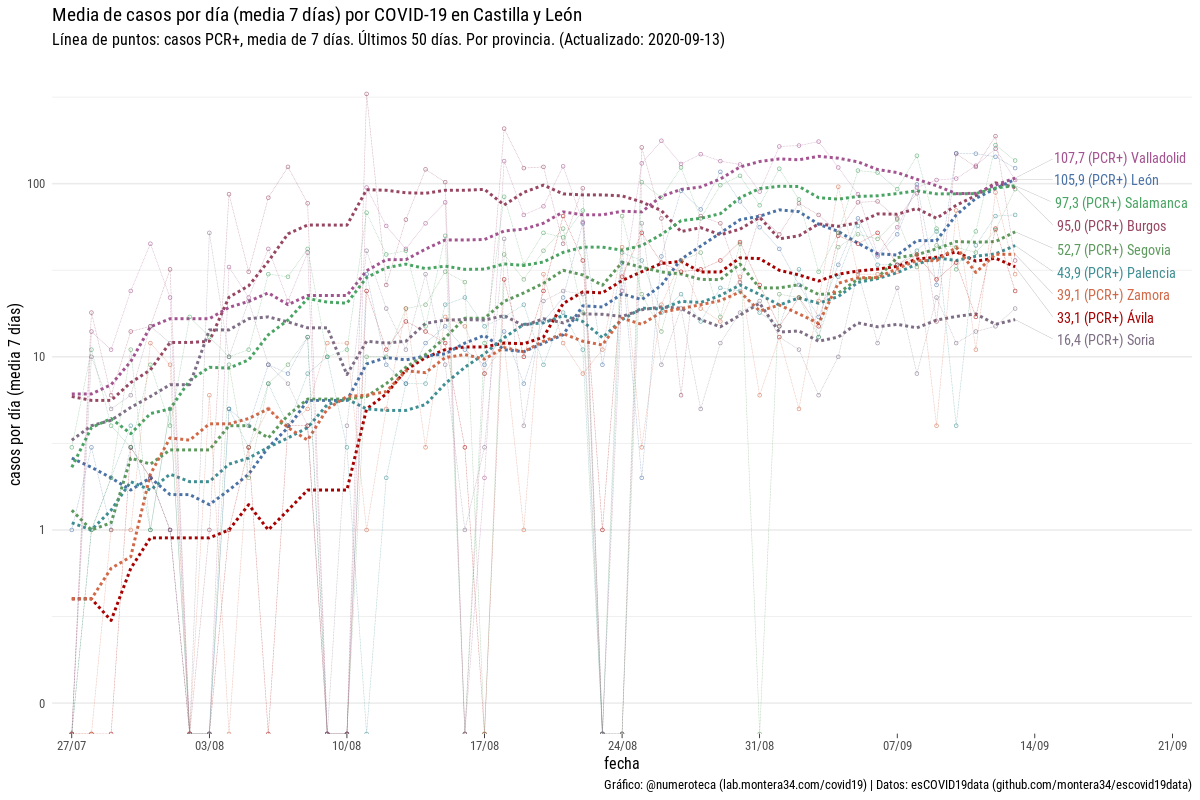 Media de casos por día (media 7 días) por COVID-19 en Castilla y León
Línea de puntos: casos PCR+, media de 7 días. Últimos 50 días. Por provincia. (Actualizado: 2020-09-13)
casos por día (media 7 días)
100
10
1
0
107,7 (PCR+) Valladolid
105,9 (PCR+) León
97,3 (PCR+) Salamanca
95,0 (PCR+) Burgos
52,7 (PCR+) Segovia
43,9 (PCR+) Palencia
39,1 (PCR+) Zamora
33,1 (PCR+) Ávila
16,4 (PCR+) Soria
27/07 03/08 10/08 17/08 24/08 31/08 07/09 14/09 21/09
fecha
Gráfico: @numeroteca (lab.montera34.com/covid19) | Datos: esCOVID19data (github.com/montera34/escovid19data)